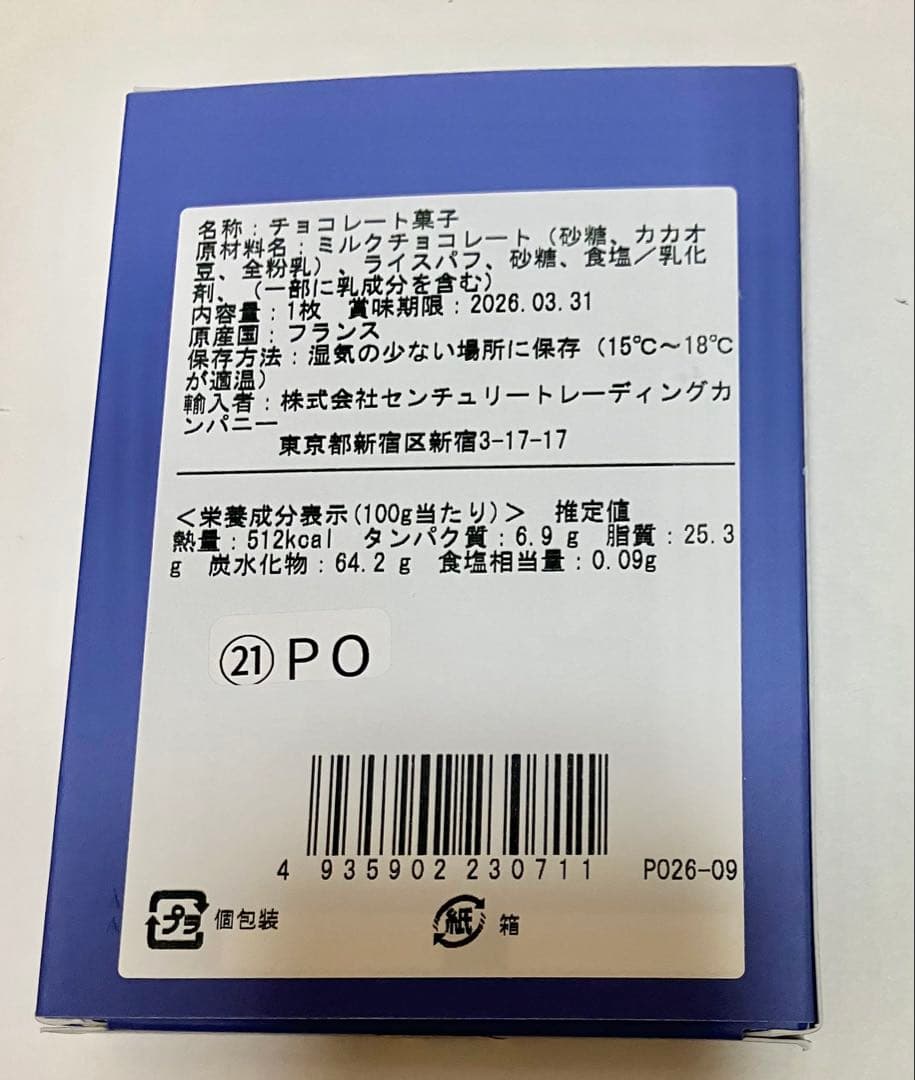 名称：チョコレート菓子
原材料名：ミルクチョコレート（砂糖、カカオ
豆、全粉乳）、ライスパフ、砂糖、食塩／乳化
剤、（一部に乳成分を含む）
内容量：1枚　賞味期限：2026.03.31
原産国：フランス
保存方法：湿気の少ない場所に保存（15℃～18℃
が適温）
輸入者：株式会社センチュリートレーディングカ
ンパニー
東京都新宿区新宿3-17-17
＜栄養成分表示(100g当たり)＞　推定値
熱量：512kcal　タンパク質：6.9 g　脂質：25.3
g　炭水化物：64.2 g　食塩相当量：0.09g
㉑PO
4 935902 230711
PO26-09
プラ 個包装
紙 箱